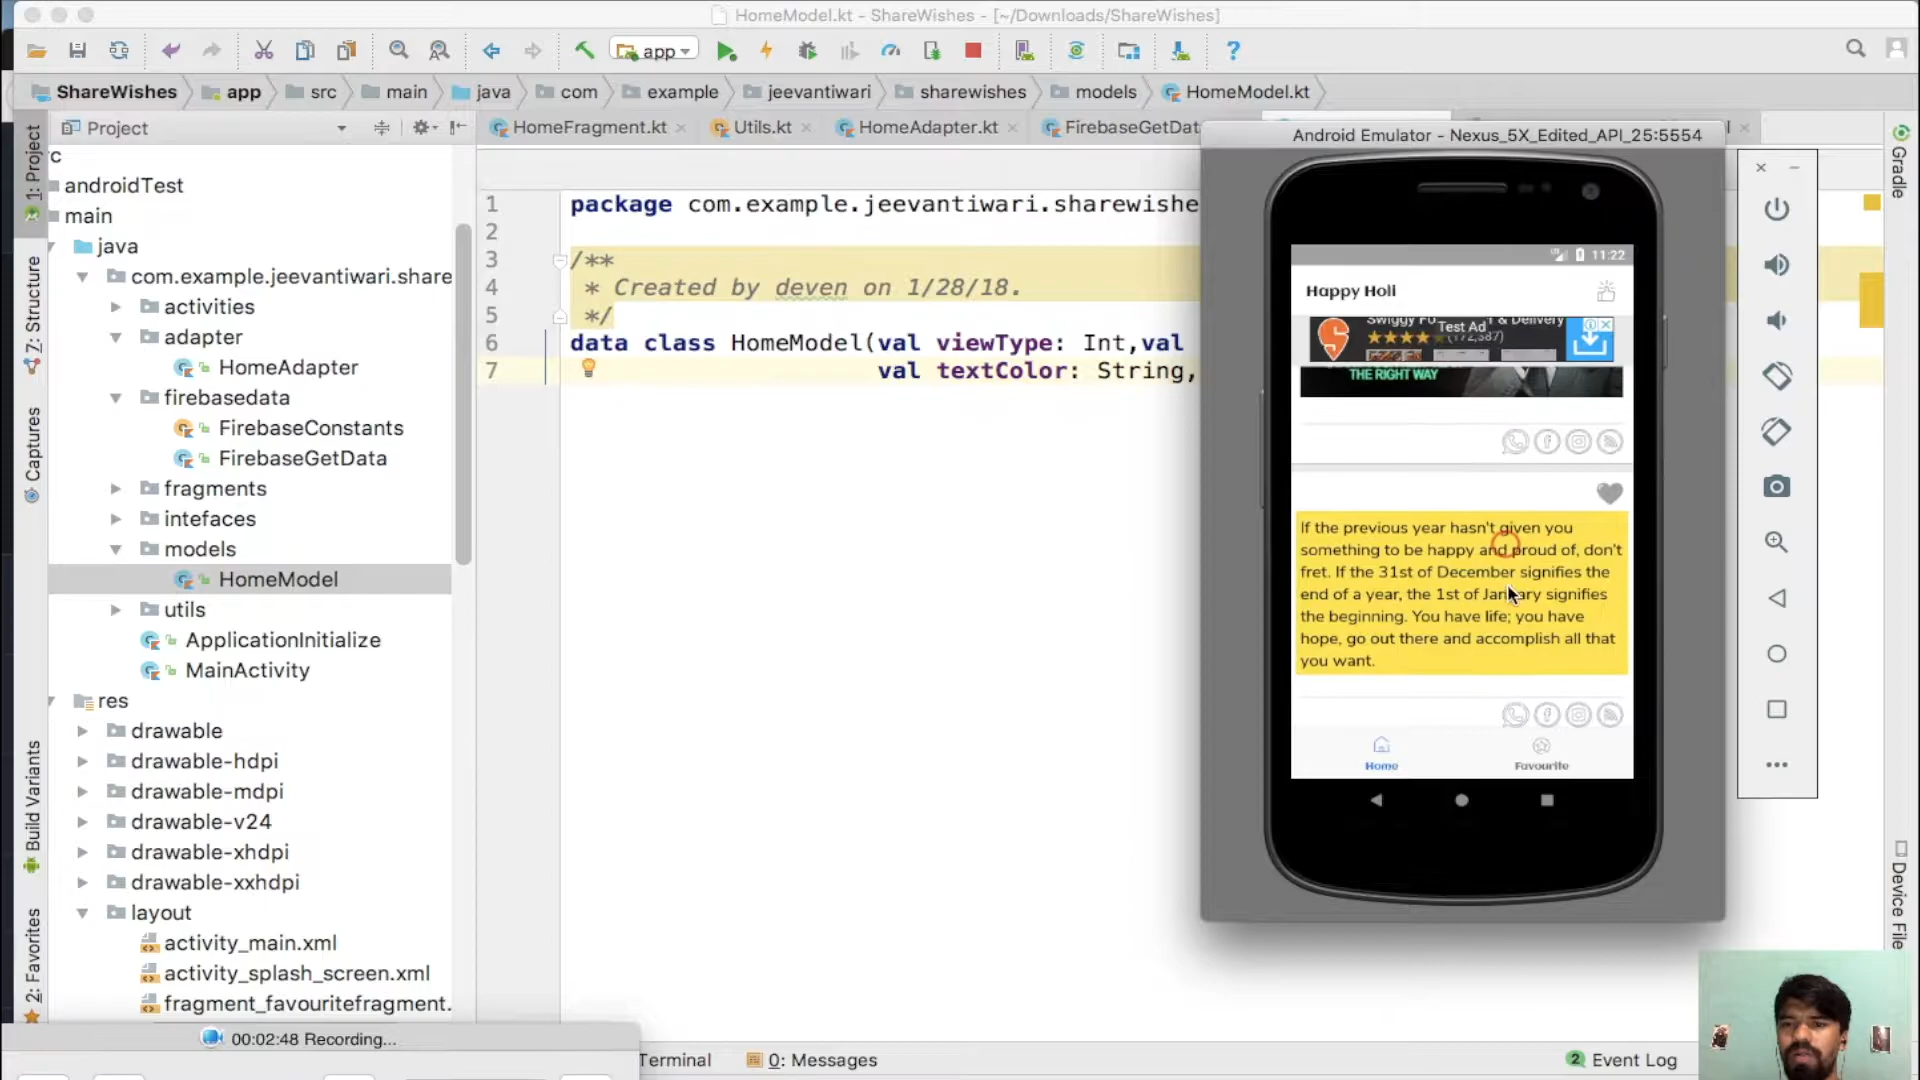 HomeModel.kt - ShareWishes - [~/Downloads/ShareWishes]
app
ShareWishes
app
src
main
java
com
example
jeevantiwari
sharewishes
models
HomeModel.kt
Project
HomeFragment.kt
Utils.kt
HomeAdapter.kt
FirebaseGetDat
1: Project
7: Structure
Captures
Build Variants
2: Favorites
androidTest
main
java
com.example.jeevantiwari.share
activities
adapter
HomeAdapter
firebasedata
FirebaseConstants
FirebaseGetData
fragments
intefaces
models
HomeModel
utils
ApplicationInitialize
MainActivity
res
drawable
drawable-hdpi
drawable-mdpi
drawable-v24
drawable-xhdpi
drawable-xxhdpi
layout
activity_main.xml
activity_splash_screen.xml
fragment_favouritefragment.
1 package com.example.jeevantiwari.sharewishe
2
3 /**
4 * Created by deven on 1/28/18.
5 */
6 data class HomeModel(val viewType: Int,val
7 val textColor: String,
Android Emulator - Nexus_5X_Edited_API_25:5554
11:22
Happy Holi
Test Ad
& Delivery
THE RIGHT WAY
If the previous year hasn't given you
something to be happy and proud of, don't
fret. If the 31st of December signifies the
end of a year, the 1st of January signifies
the beginning. You have life; you have
hope, go out there and accomplish all that
you want.
Home
Favourite
Gradle
Device File
00:02:48 Recording...
Terminal
0: Messages
2 Event Log